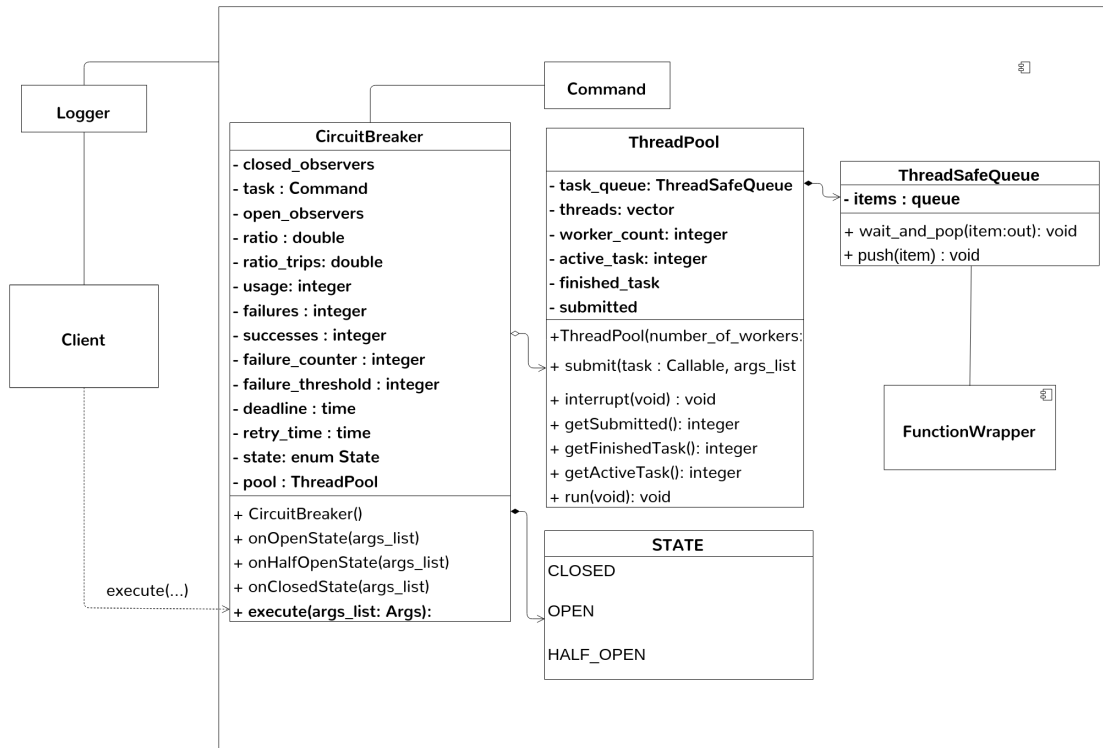 Logger
Client
execute(...)
Command
CircuitBreaker
- closed_observers
- task : Command
- open_observers
- ratio : double
- ratio_trips: double
- usage: integer
- failures : integer
- successes : integer
- failure_counter : integer
- failure_threshold : integer
- deadline : time
- retry_time : time
- state: enum State
- pool : ThreadPool
+ CircuitBreaker()
+ onOpenState(args_list)
+ onHalfOpenState(args_list)
+ onClosedState(args_list)
+ execute(args_list: Args):
ThreadPool
- task_queue: ThreadSafeQueue
- threads: vector
- worker_count: integer
- active_task: integer
- finished_task
- submitted
+ThreadPool(number_of_workers:
+ submit(task : Callable, args_list
+ interrupt(void) : void
+ getSubmitted(): integer
+ getFinishedTask(): integer
+ getActiveTask(): integer
+ run(void): void
STATE
CLOSED
OPEN
HALF_OPEN
ThreadSafeQueue
- items : queue
+ wait_and_pop(item:out): void
+ push(item) : void
FunctionWrapper